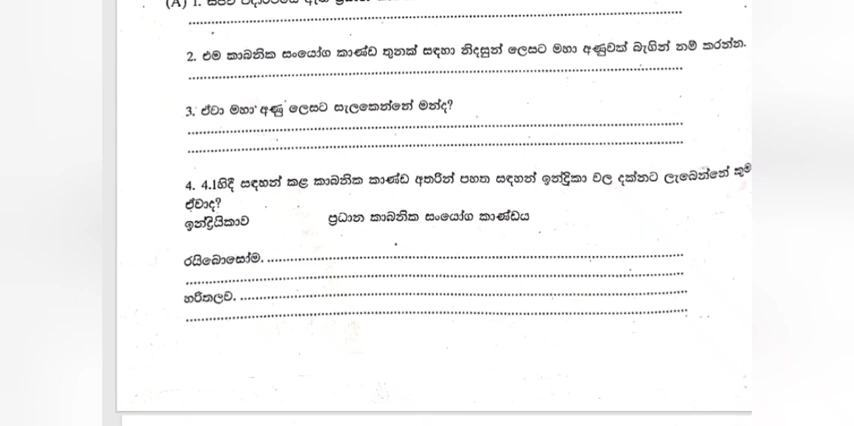 (A) 1.
2. එම කාබනික සංයෝග කාණ්ඩ තුනක් සඳහා නිදසුන් ලෙසට මහා අණුවක් බැගින් නම් කරන්න.
3. ඒවා මහා අණු ලෙසට සැලකෙන්නේ මන්ද?
4. 4.1හිදී සඳහන් කළ කාබනික කාණ්ඩ අතරින් පහත සඳහන් ඉන්ද්‍රිකා වල දක්නට ලැබෙන්නේ කුම
ඒවාද?
ඉන්ද්‍රියිකාව ප්‍රධාන කාබනික සංයෝග කාණ්ඩය
රයිබොසෝම. ........................................
හරිතලව. ........................................